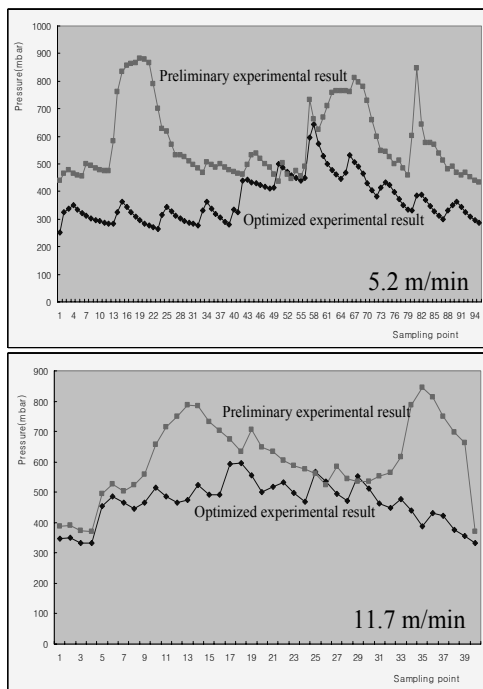 Pressure(mbar)
1000
900
800
700
600
500
400
300
200
100
0
Preliminary experimental result
Optimized experimental result
5.2 m/min
1 4 7 10 13 16 19 22 25 28 31 34 37 40 43 46 49 52 55 58 61 64 67 70 73 76 79 82 85 88 91 94
Sampling point
Pressure(mbar)
900
800
700
600
500
400
300
200
100
0
Preliminary experimental result
Optimized experimental result
11.7 m/min
1 3 5 7 9 11 13 15 17 19 21 23 25 27 29 31 33 35 37 39
Sampling point